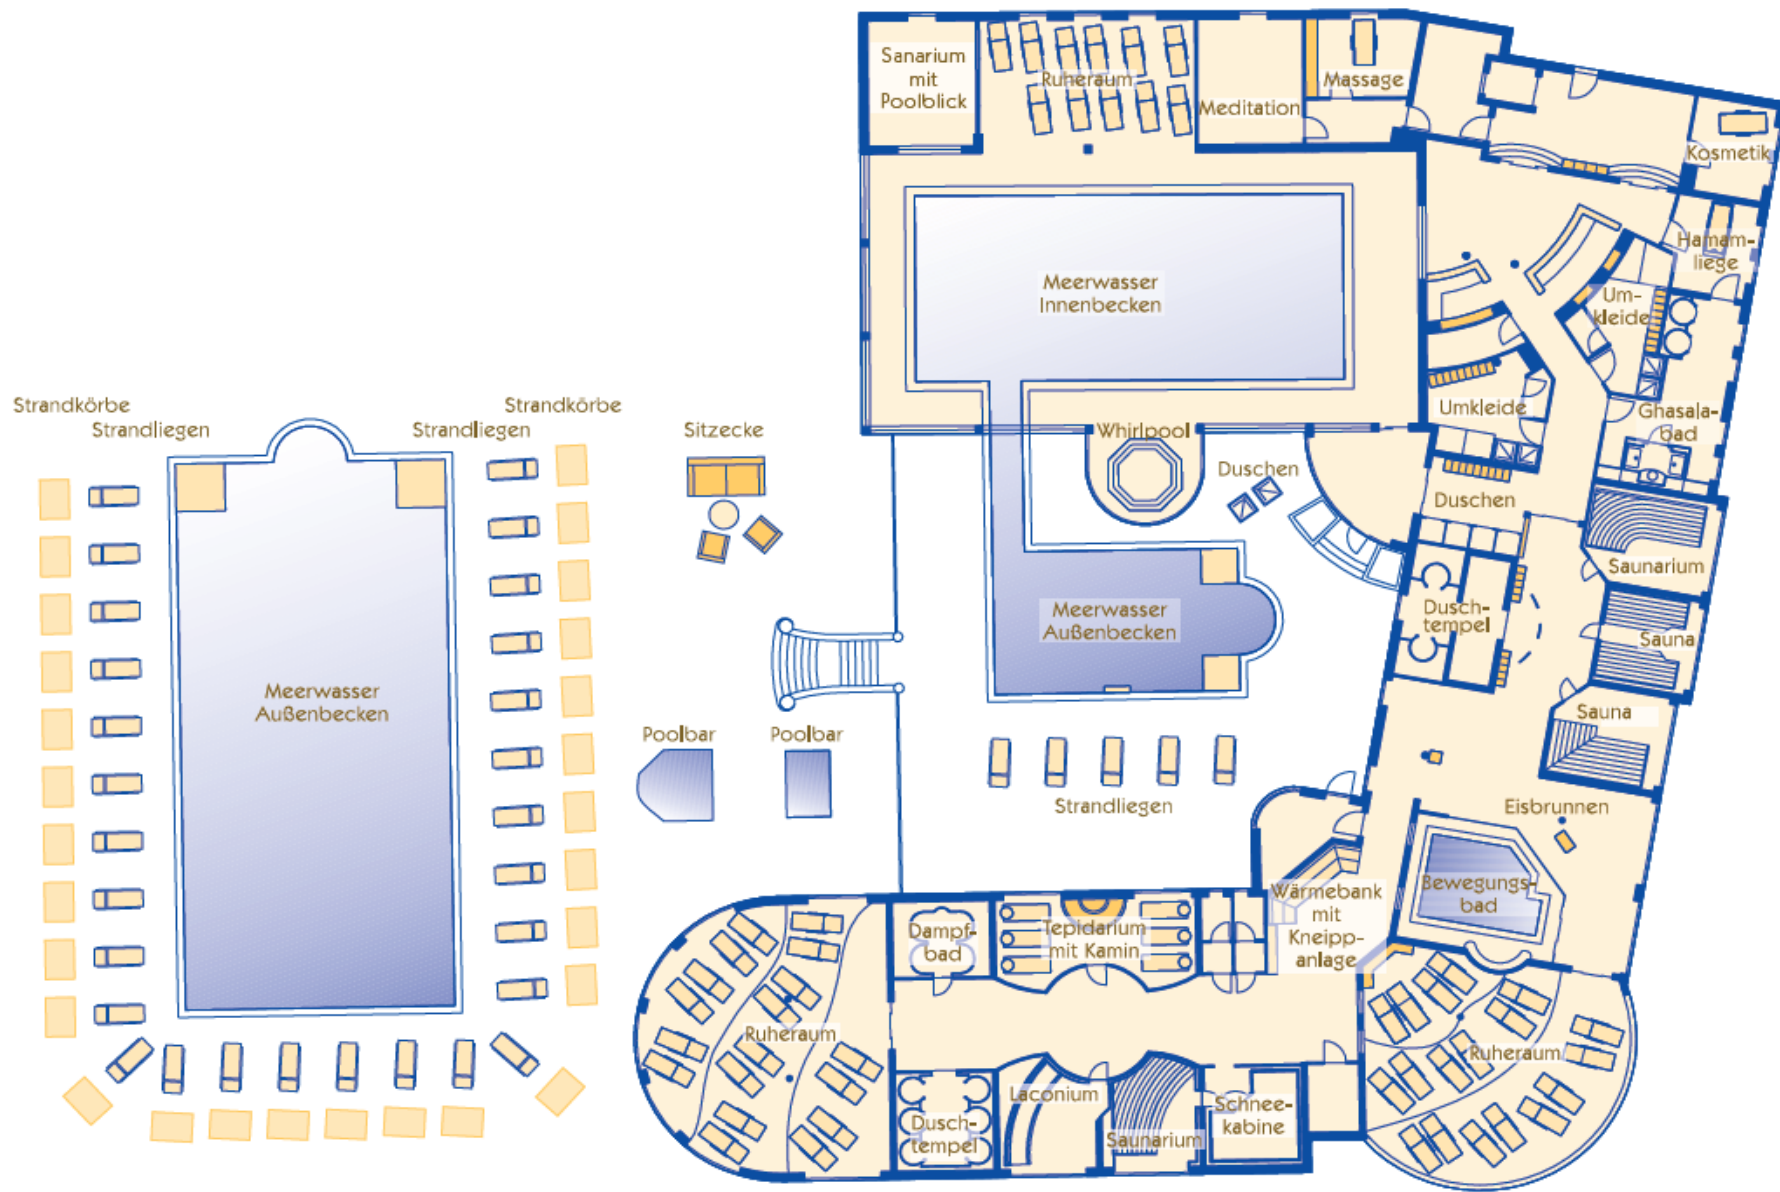 Sanarium
mit
Poolblick
Ruheraum
Meditation
Massage
Kosmetik
Hamam-
liege
Um-
kleide
Meerwasser
Innenbecken
Strandkörbe
Strandliegen
Strandliegen
Strandkörbe
Sitzecke
Whirlpool
Duschen
Umkleide
Ghasala-
bad
Duschen
Saunarium
Dusch-
tempel
Sauna
Meerwasser
Außenbecken
Meerwasser
Außenbecken
Sauna
Poolbar
Poolbar
Strandliegen
Eisbrunnen
Bewegungs-
bad
Wärmebank
mit
Kneipp-
anlage
Dampf-
bad
Tepidarium
mit Kamin
Ruheraum
Ruheraum
Laconium
Dusch-
tempel
Saunarium
Schnee-
kabine